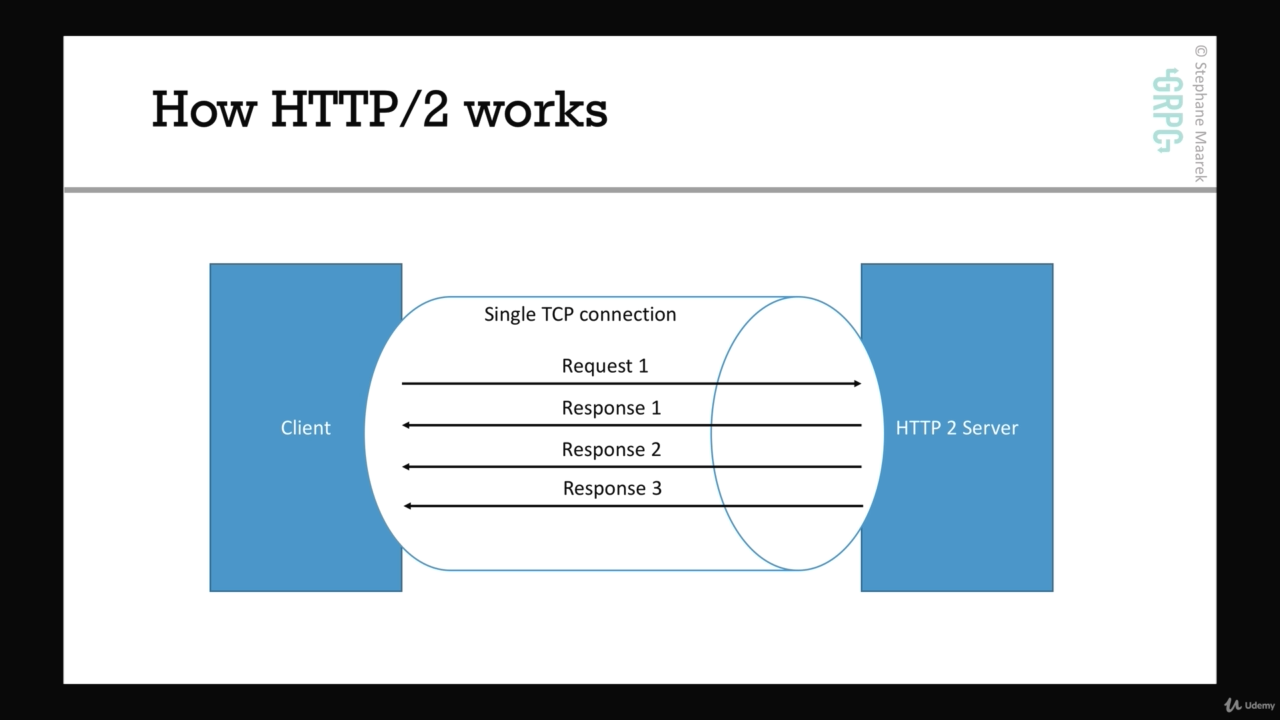 How HTTP/2 works
GRPC
© Stephane Maarek
Single TCP connection
Request 1
Response 1
Client
HTTP 2 Server
Response 2
Response 3
Udemy